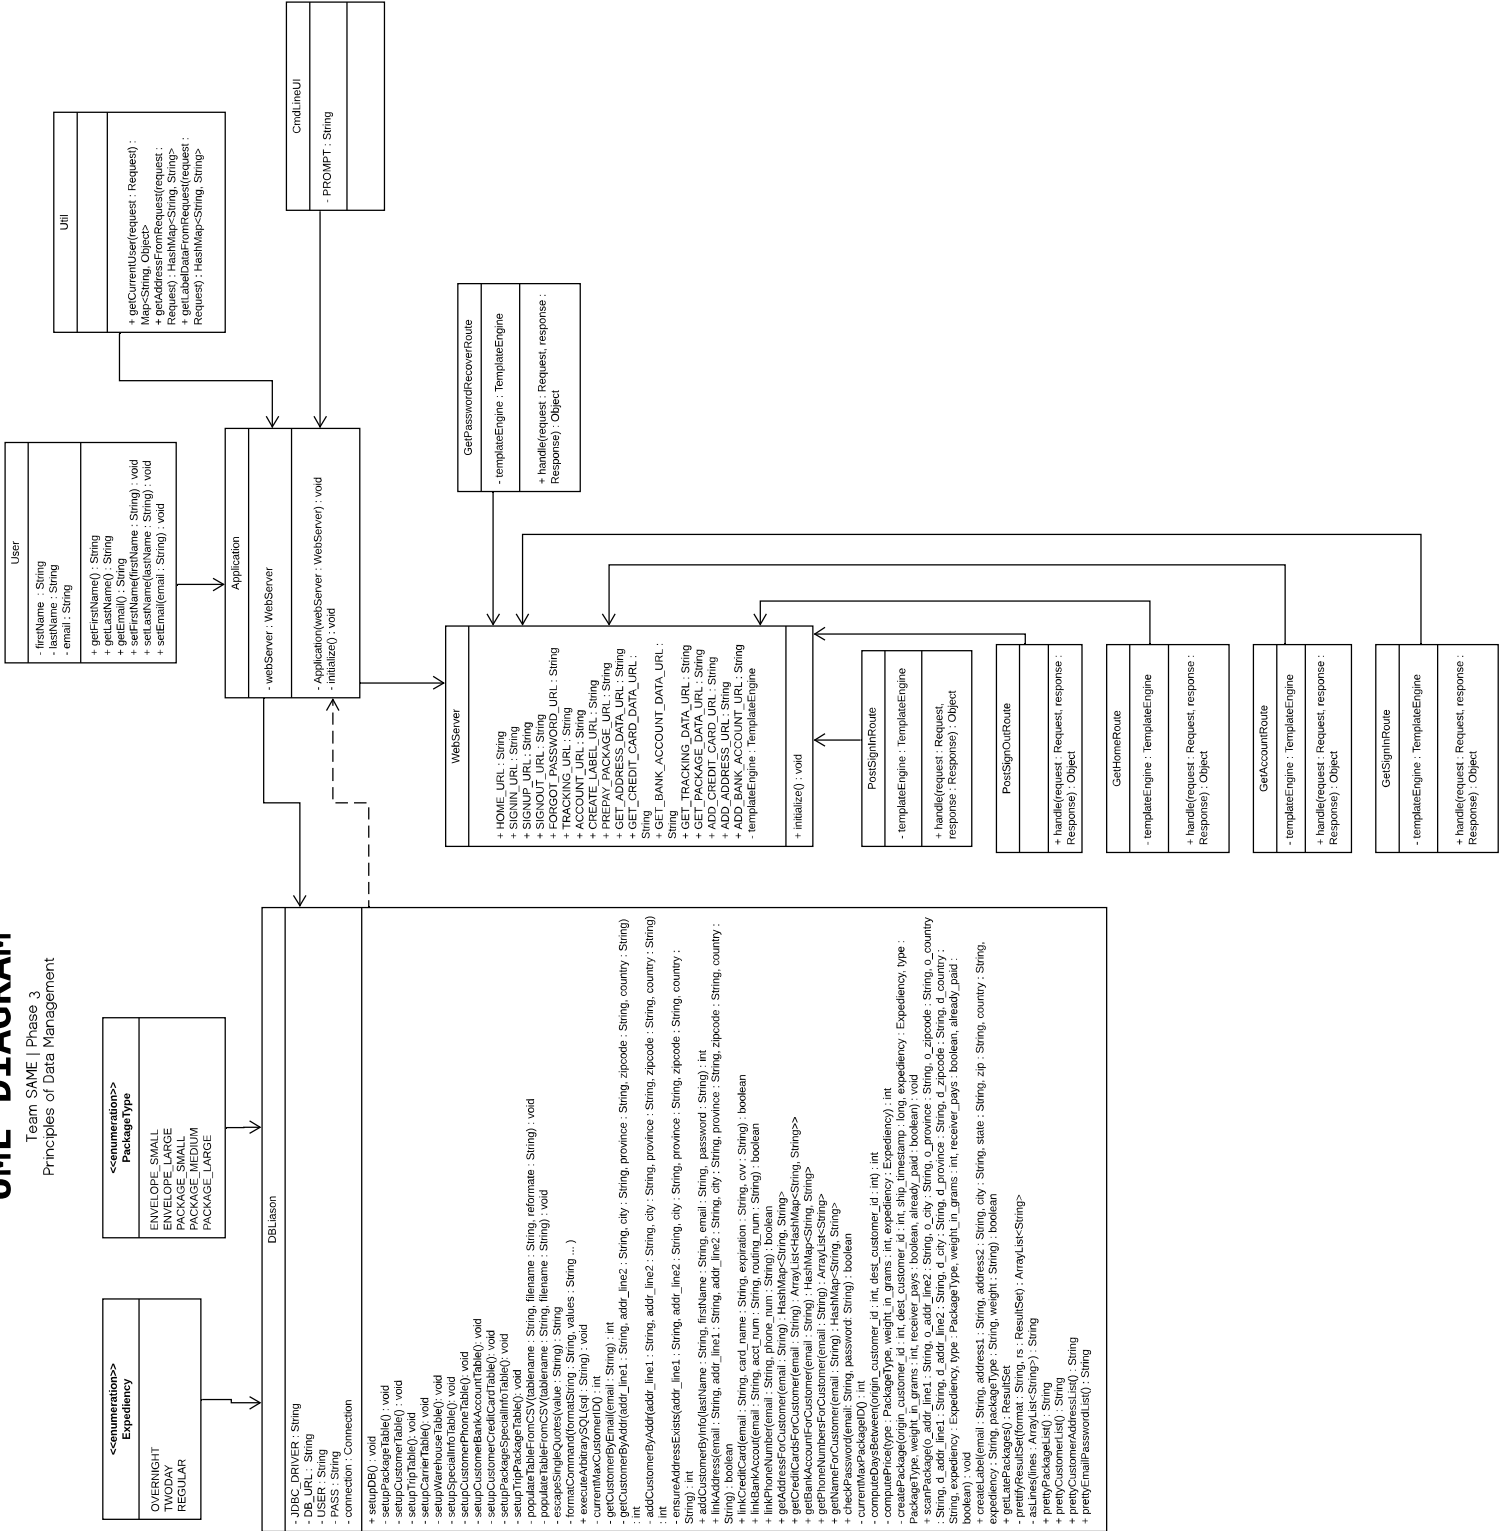 UML DIAGRAM
Team SAME | Phase 3
Principles of Data Management
<<enumeration>>
Expediency
OVERNIGHT
TWODAY
REGULAR
<<enumeration>>
PackageType
ENVELOPE_SMALL
ENVELOPE_LARGE
PACKAGE_SMALL
PACKAGE_MEDIUM
PACKAGE_LARGE
User
- firstName : String
- lastName : String
- email : String
+ getFirstName() : String
+ getLastName() : String
+ getEmail() : String
+ setFirstName(firstName : String) : void
+ setLastName(lastName : String) : void
+ setEmail(email : String) : void
Util
+ getCurrentUser(request : Request) :
Map<String, Object>
+ getAddressFromRequest(request :
Request) : HashMap<String, String>
+ getLabelDataFromRequest(request :
Request) : HashMap<String, String>
Application
- webServer : WebServer
- Application(webServer : WebServer) : void
- initialize() : void
CmdLineUI
- PROMPT : String
DBLiason
- JDBC_DRIVER : String
- DB_URL : String
- USER : String
- PASS : String
- connection : Connection
+ setupDB() : void
- setupPackageTable() : void
- setupCustomerTable() : void
- setupTripTable() : void
- setupCarrierTable() : void
- setupWarehouseTable() : void
- setupSpecialInfoTable() : void
- setupCustomerPhoneTable() : void
- setupCustomerBankAccountTable() : void
- setupCustomerCreditCardTable() : void
- setupPackageSpecialInfoTable() : void
- setupTripPackageTable() : void
- populateTableFromCSV(tablename : String, filename : String, reformate : String) : void
- populateTableFromCSV(tablename : String, filename : String) : void
- escapeSingleQuotes(value : String) : String
- formatCommand(formatString : String, values : String ... )
+ executeArbitrarySQL(sql : String) : void
- currentMaxCustomerID() : int
- getCustomerByEmail(email : String) : int
- getCustomerByAddr(addr_line1 : String, addr_line2 : String, city : String, province : String, zipcode : String, country : String)
: int
- addCustomerByAddr(addr_line1 : String, addr_line2 : String, city : String, province : String, zipcode : String, country : String)
: int
- ensureAddressExists(addr_line1 : String, addr_line2 : String, city : String, province : String, zipcode : String, country :
String) : int
+ addCustomerByInfo(lastName : String, firstName : String, email : String, password : String) : int
+ linkAddress(email : String, addr_line1 : String, addr_line2 : String, city : String, province : String, zipcode : String, country :
String) : boolean
+ linkCreditCard(email : String, card_name : String, expiration : String, cvv : String) : boolean
+ linkBankAccout(email : String, acct_num : String, routing_num : String) : boolean
+ linkPhoneNumber(email : String, phone_num : String) : boolean
+ getAddressForCustomer(email : String) : HashMap<String, String>
+ getCreditCardsForCustomer(email : String) : ArrayList<HashMap<String, String>>
+ getBankAccountForCustomer(email : String) : HashMap<String, String>
+ getPhoneNumbersForCustomer(email : String) : ArrayList<String>
+ getNameForCustomer(email : String) : HashMap<String, String>
+ checkPassword(email: String, password: String) : boolean
- currentMaxPackageID() : int
- computeDaysBetween(origin_customer_id : int, dest_customer_id : int) : int
- computePrice(type : PackageType, weight_in_grams : int, expediency : Expediency) : int
- createPackage(origin_customer_id : int, dest_customer_id : int, ship_timestamp : long, expediency : Expediency, type :
PackageType, weight_in_grams : int, receiver_pays : boolean, already_paid : boolean) : void
+ scanPackage(o_addr_line1 : String, o_addr_line2 : String, o_city : String, o_province : String, o_zipcode : String, o_country
: String, d_addr_line1 : String, d_addr_line2 : String, d_city : String, d_province : String, d_zipcode : String, d_country :
String, expediency : Expediency, type : PackageType, weight_in_grams : int, receiver_pays : boolean, already_paid :
boolean) : void
+ createLabel(email : String, address1 : String, address2 : String, city : String, state : String, zip : String, country : String,
expediency : String, packageType : String, weight : String) : boolean
+ getLatePackages() : ResultSet
- prettifyResultSet(format : String, rs : ResultSet) : ArrayList<String>
- asLines(lines : ArrayList<String>) : String
+ prettyPackageList() : String
+ prettyCustomerList() : String
+ prettyCustomerAddressList() : String
+ prettyEmailPasswordList() : String
WebServer
+ HOME_URL : String
+ SIGNIN_URL : String
+ SIGNUP_URL : String
+ SIGNOUT_URL : String
+ FORGOT_PASSWORD_URL : String
+ TRACKING_URL : String
+ ACCOUNT_URL : String
+ CREATE_LABEL_URL : String
+ PREPAY_PACKAGE_URL : String
+ GET_ADDRESS_DATA_URL : String
+ GET_CREDIT_CARD_DATA_URL :
String
+ GET_BANK_ACCOUNT_DATA_URL :
String
+ GET_TRACKING_DATA_URL : String
+ GET_PACKAGE_DATA_URL : String
+ ADD_CREDIT_CARD_URL : String
+ ADD_ADDRESS_URL : String
+ ADD_BANK_ACCOUNT_URL : String
- templateEngine : TemplateEngine
+ initialize() : void
GetPasswordRecoverRoute
- templateEngine : TemplateEngine
+ handle(request : Request, response :
Response) : Object
PostSignInRoute
- templateEngine : TemplateEngine
+ handle(request : Request,
response : Response) : Object
PostSignOutRoute
+ handle(request : Request, response :
Response) : Object
GetHomeRoute
- templateEngine : TemplateEngine
+ handle(request : Request, response :
Response) : Object
GetAccountRoute
- templateEngine : TemplateEngine
+ handle(request : Request, response :
Response) : Object
GetSignInRoute
- templateEngine : TemplateEngine
+ handle(request : Request, response :
Response) : Object